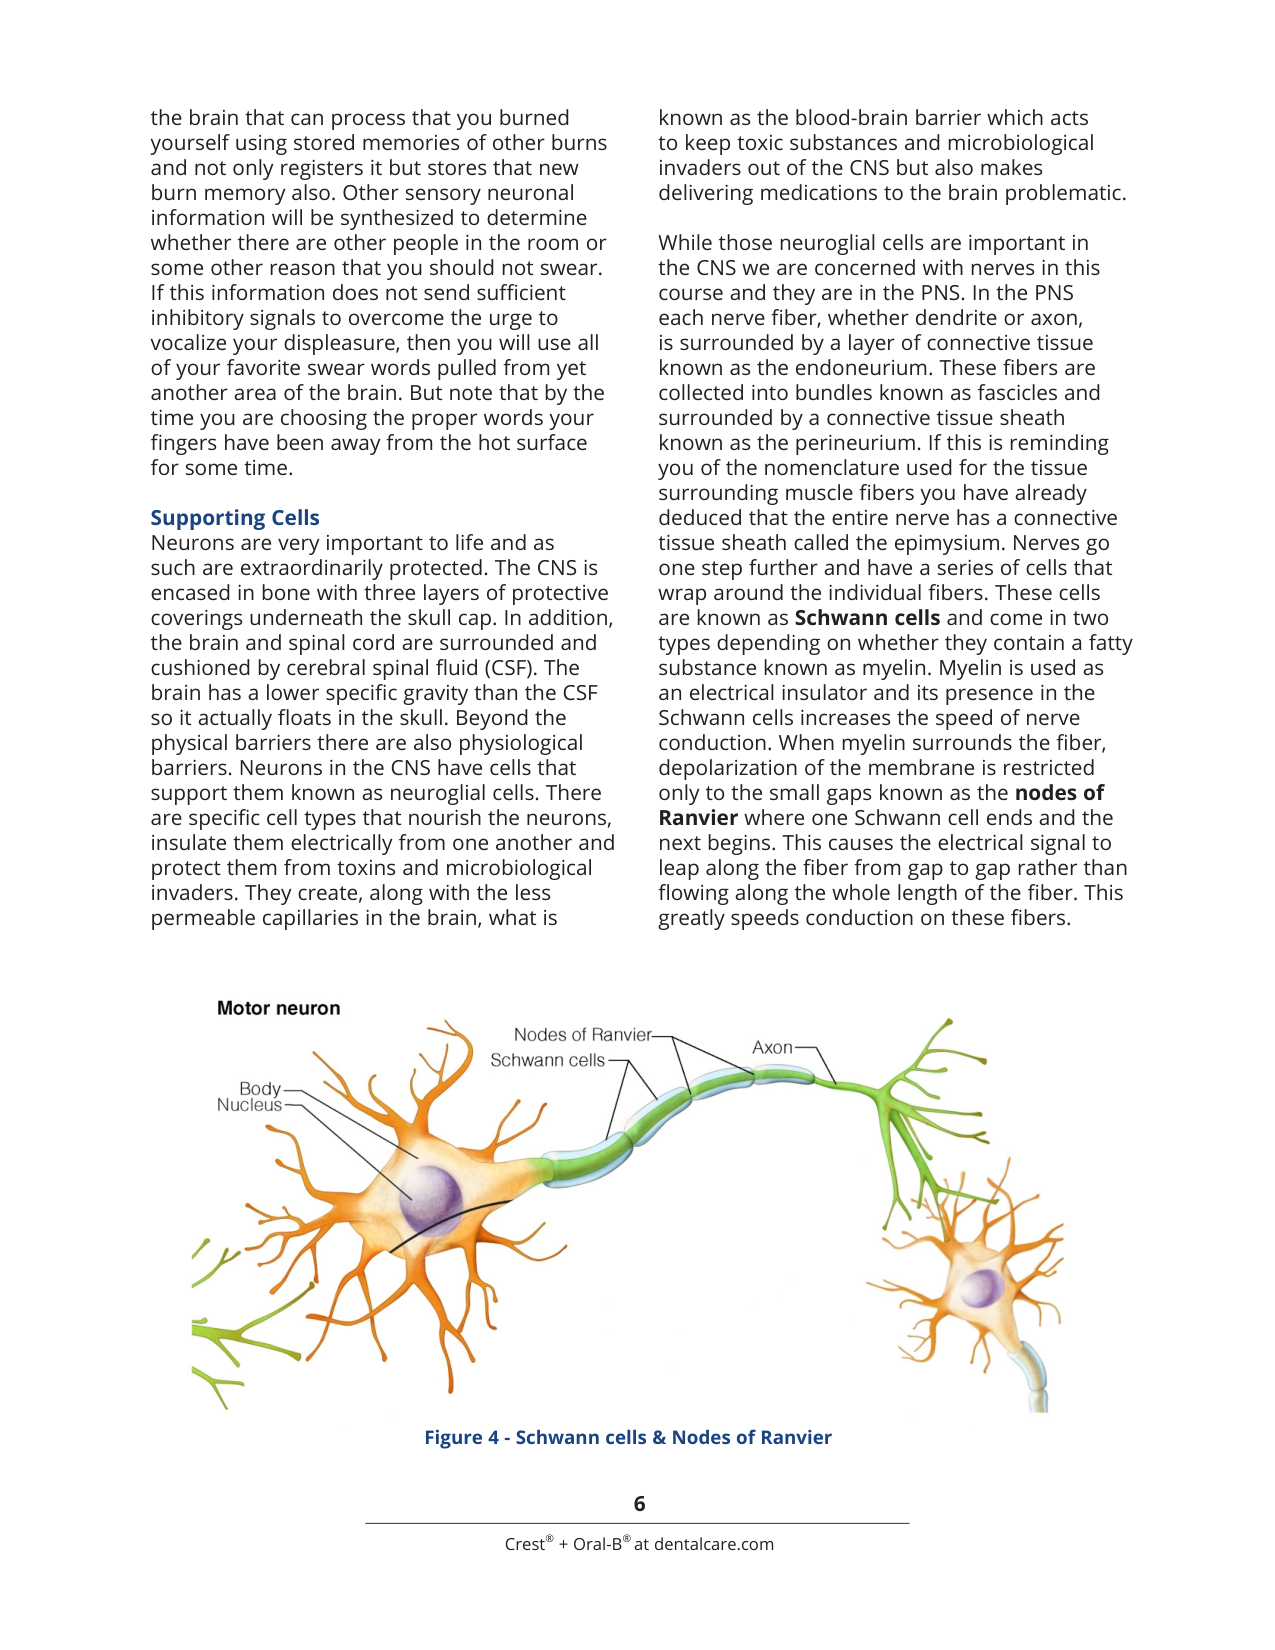 the brain that can process that you burned
yourself using stored memories of other burns
and not only registers it but stores that new
burn memory also. Other sensory neuronal
information will be synthesized to determine
whether there are other people in the room or
some other reason that you should not swear.
If this information does not send sufficient
inhibitory signals to overcome the urge to
vocalize your displeasure, then you will use all
of your favorite swear words pulled from yet
another area of the brain. But note that by the
time you are choosing the proper words your
fingers have been away from the hot surface
for some time.
Supporting Cells
Neurons are very important to life and as
such are extraordinarily protected. The CNS is
encased in bone with three layers of protective
coverings underneath the skull cap. In addition,
the brain and spinal cord are surrounded and
cushioned by cerebral spinal fluid (CSF). The
brain has a lower specific gravity than the CSF
so it actually floats in the skull. Beyond the
physical barriers there are also physiological
barriers. Neurons in the CNS have cells that
support them known as neuroglial cells. There
are specific cell types that nourish the neurons,
insulate them electrically from one another and
protect them from toxins and microbiological
invaders. They create, along with the less
permeable capillaries in the brain, what is
known as the blood-brain barrier which acts
to keep toxic substances and microbiological
invaders out of the CNS but also makes
delivering medications to the brain problematic.
While those neuroglial cells are important in
the CNS we are concerned with nerves in this
course and they are in the PNS. In the PNS
each nerve fiber, whether dendrite or axon,
is surrounded by a layer of connective tissue
known as the endoneurium. These fibers are
collected into bundles known as fascicles and
surrounded by a connective tissue sheath
known as the perineurium. If this is reminding
you of the nomenclature used for the tissue
surrounding muscle fibers you have already
deduced that the entire nerve has a connective
tissue sheath called the epimysium. Nerves go
one step further and have a series of cells that
wrap around the individual fibers. These cells
are known as Schwann cells and come in two
types depending on whether they contain a fatty
substance known as myelin. Myelin is used as
an electrical insulator and its presence in the
Schwann cells increases the speed of nerve
conduction. When myelin surrounds the fiber,
depolarization of the membrane is restricted
only to the small gaps known as the nodes of
Ranvier where one Schwann cell ends and the
next begins. This causes the electrical signal to
leap along the fiber from gap to gap rather than
flowing along the whole length of the fiber. This
greatly speeds conduction on these fibers.
Motor neuron
Nodes of Ranvier
Schwann cells
Axon
Body
Nucleus
Figure 4 - Schwann cells & Nodes of Ranvier
6
Crest® + Oral-B® at dentalcare.com